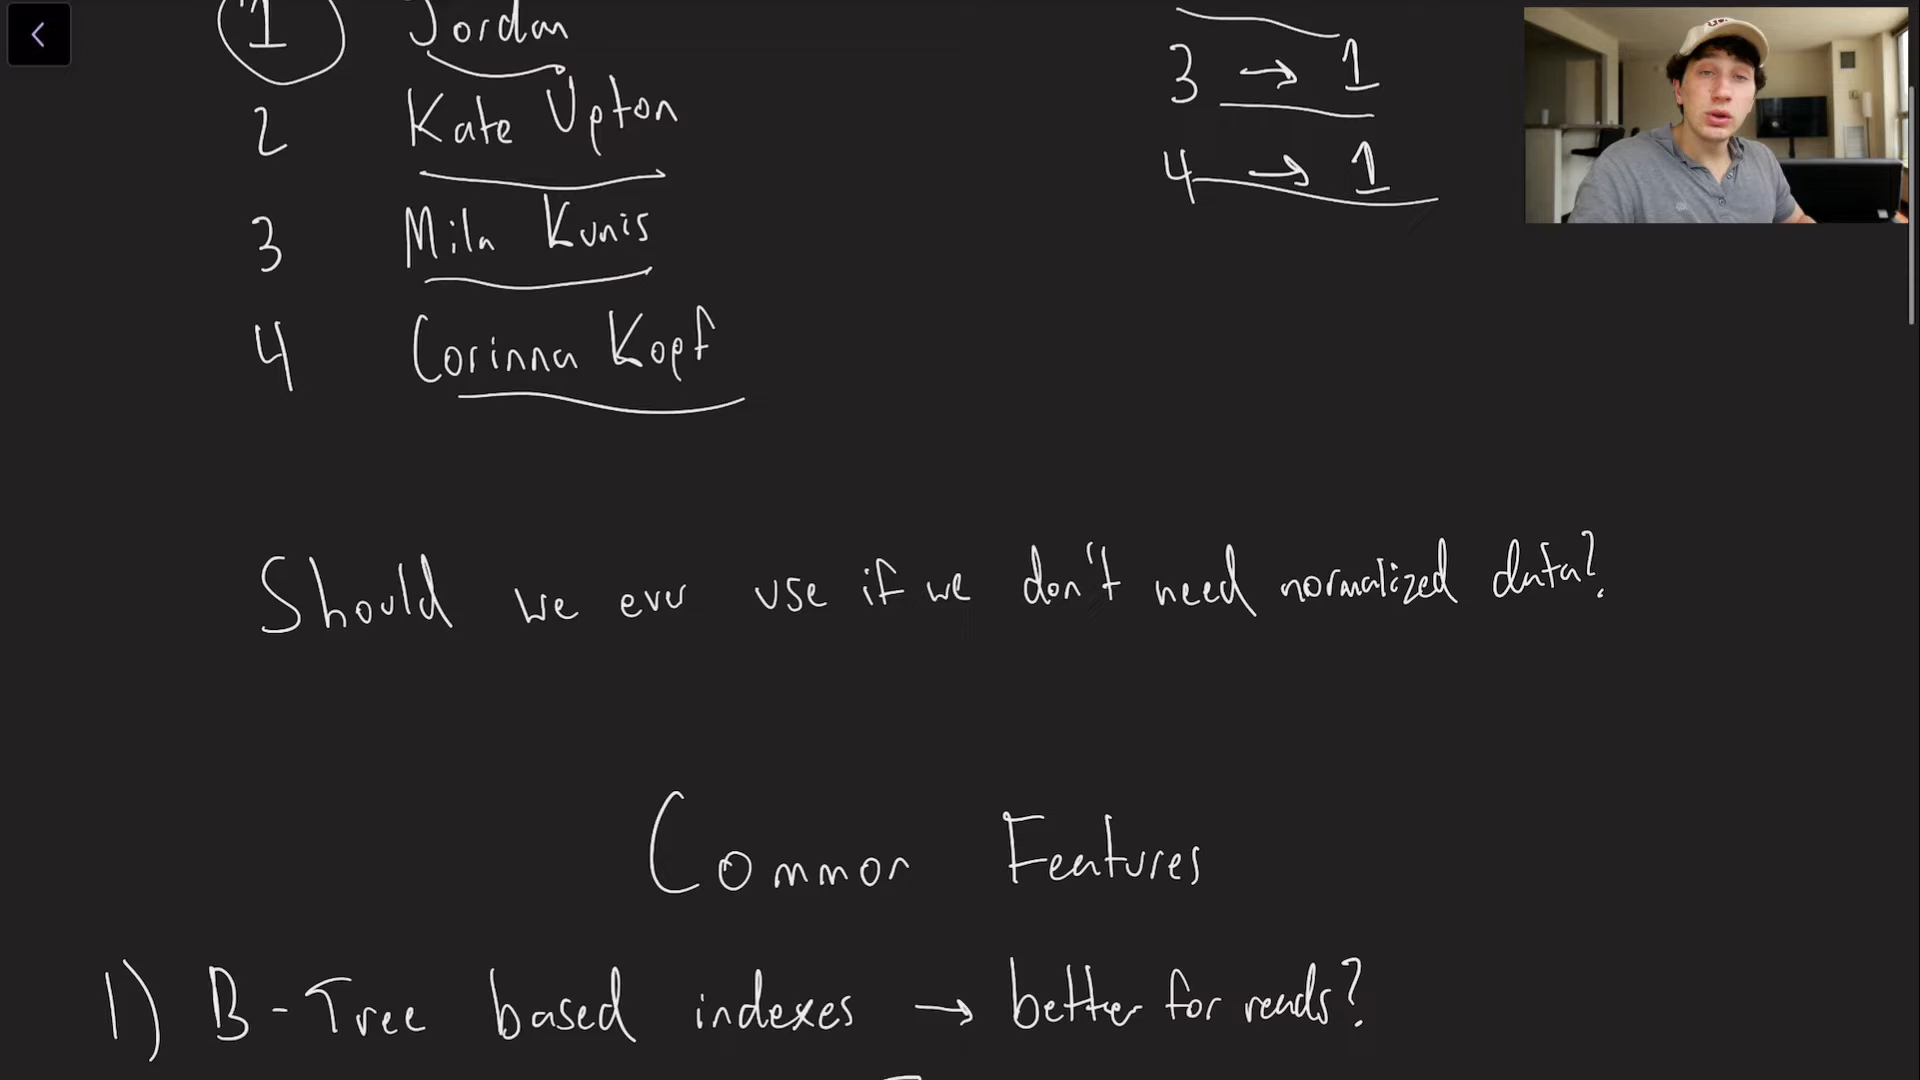 1 Jordan
3 → 1
2 Kate Upton
4 → 1
3 Mila Kunis
4 Corinna Kopf
Should we ever use if we don't need normalized data?
Common Features
1) B-Tree based indexes → better for reads?